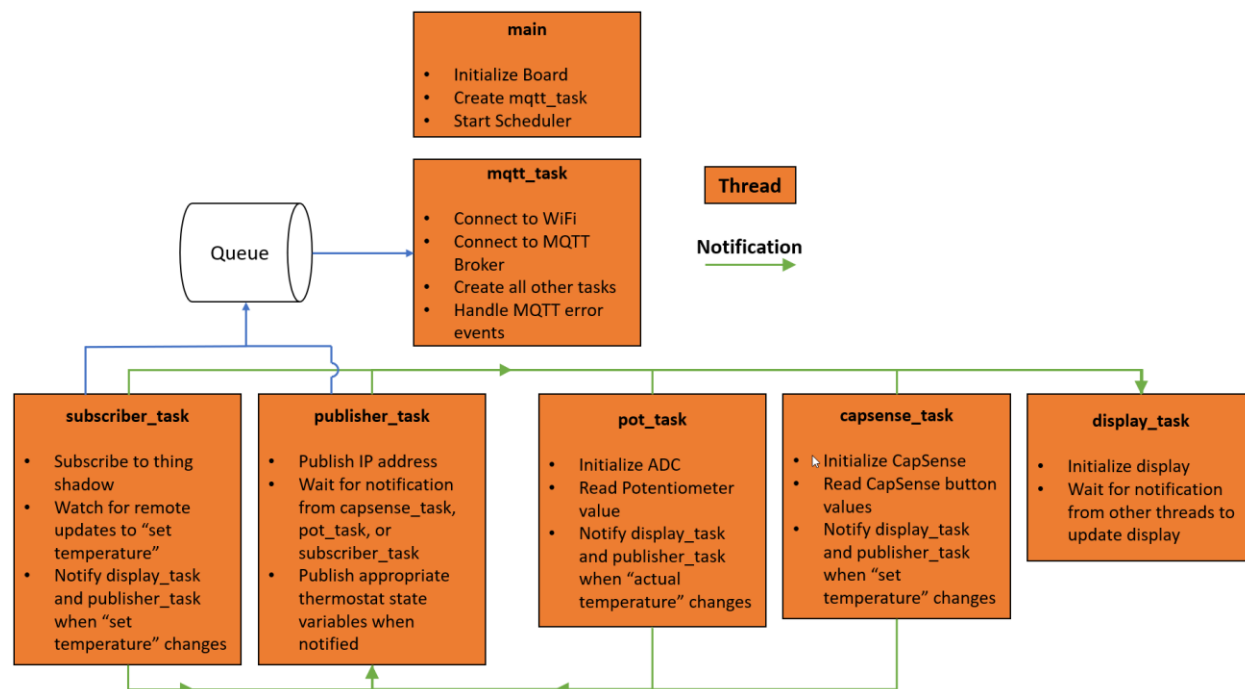 main
• Initialize Board
• Create mqtt_task
• Start Scheduler
mqtt_task
• Connect to WiFi
• Connect to MQTT
Broker
• Create all other tasks
• Handle MQTT error
events
Thread
Notification
Queue
subscriber_task
• Subscribe to thing
shadow
• Watch for remote
updates to “set
temperature”
• Notify display_task
and publisher_task
when “set
temperature” changes
publisher_task
• Publish IP address
• Wait for notification
from capsense_task,
pot_task, or
subscriber_task
• Publish appropriate
thermostat state
variables when
notified
pot_task
• Initialize ADC
• Read Potentiometer
value
• Notify display_task
and publisher_task
when “actual
temperature” changes
capsense_task
• Initialize CapSense
• Read CapSense button
values
• Notify display_task
and publisher_task
when “set
temperature” changes
display_task
• Initialize display
• Wait for notification
from other threads to
update display